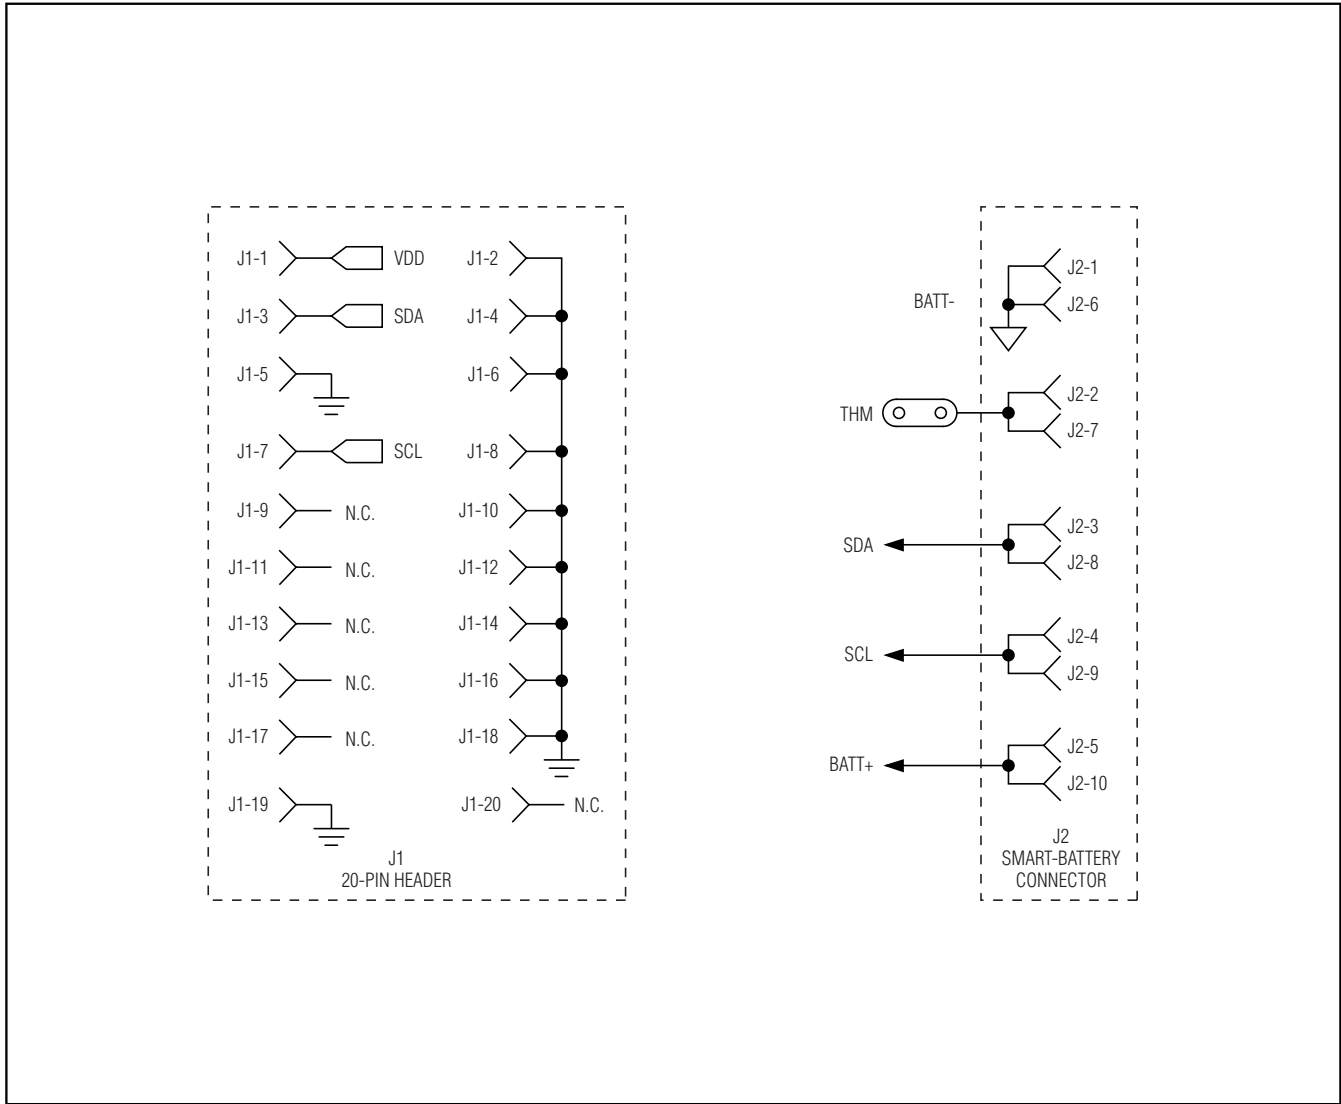 J1-1 VDD J1-2
J1-3 SDA J1-4
J1-5 J1-6
J1-7 SCL J1-8
J1-9 N.C. J1-10
J1-11 N.C. J1-12
J1-13 N.C. J1-14
J1-15 N.C. J1-16
J1-17 N.C. J1-18
J1-19 J1-20 N.C.
J1
20-PIN HEADER
J2-1
BATT- J2-6
J2-2
THM
J2-7
J2-3
SDA
J2-8
J2-4
SCL
J2-9
J2-5
BATT+
J2-10
J2
SMART-BATTERY
CONNECTOR